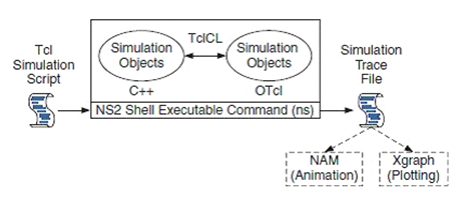 Tcl
Simulation
Script
Simulation
Objects
C++
TclCL
Simulation
Objects
OTcl
NS2 Shell Executable Command (ns)
Simulation
Trace
File
NAM
(Animation)
Xgraph
(Plotting)